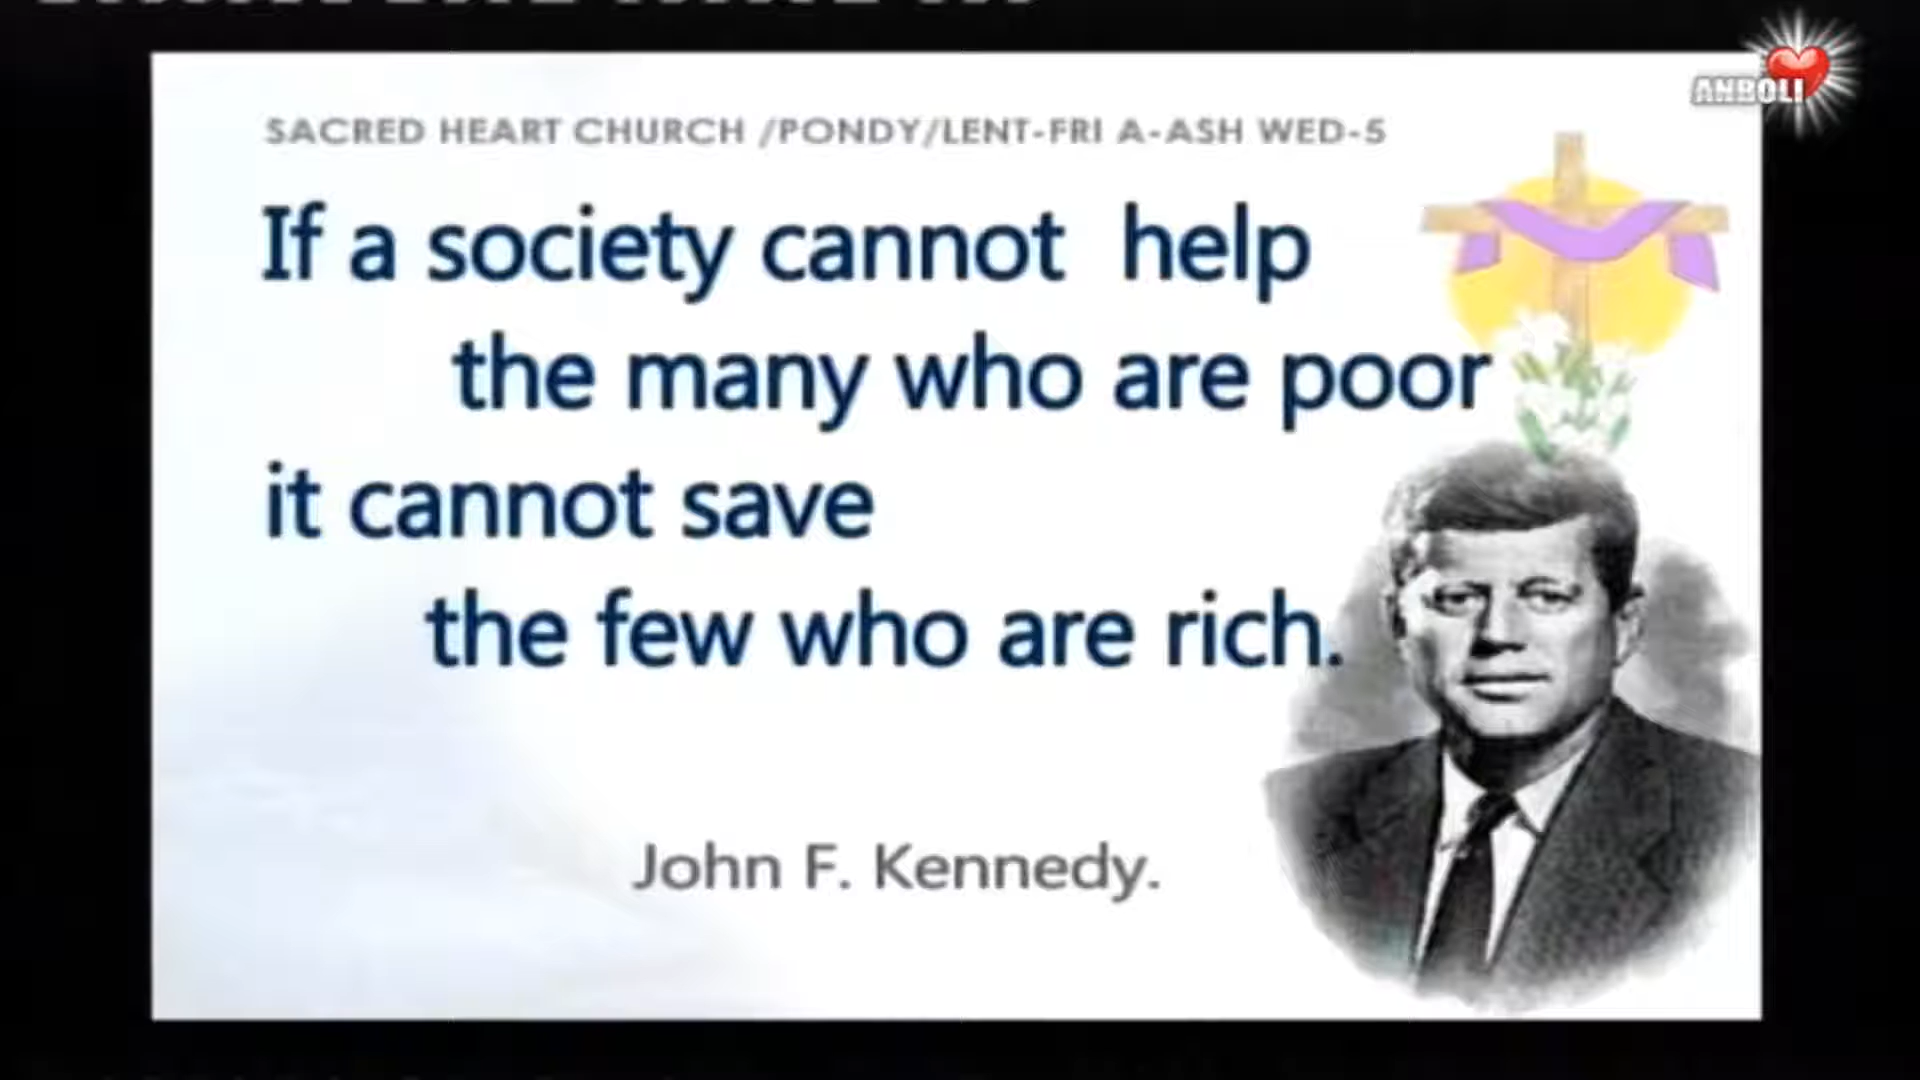 ANBOLI
SACRED HEART CHURCH /PONDY/LENT-FRI A-ASH WED-5
If a society cannot help
the many who are poor
it cannot save
the few who are rich.
John F. Kennedy.